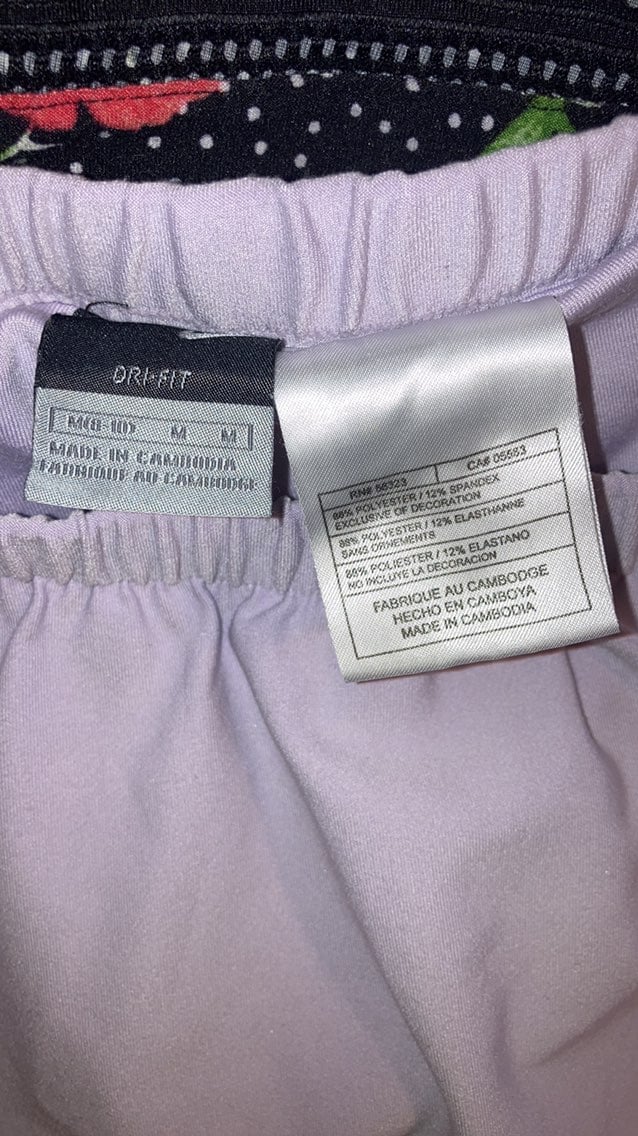 DRI-FIT
M(8-10) M M
MADE IN CAMBODIA
FABRIQUE AU CAMBODGE
RN# 56323 CA# 05553
88% POLYESTER / 12% SPANDEX
EXCLUSIVE OF DECORATION
88% POLYESTER / 12% ELASTHANNE
SANS ORNEMENTS
88% POLIESTER / 12% ELASTANO
NO INCLUYE LA DECORACION
FABRIQUE AU CAMBODGE
HECHO EN CAMBOYA
MADE IN CAMBODIA